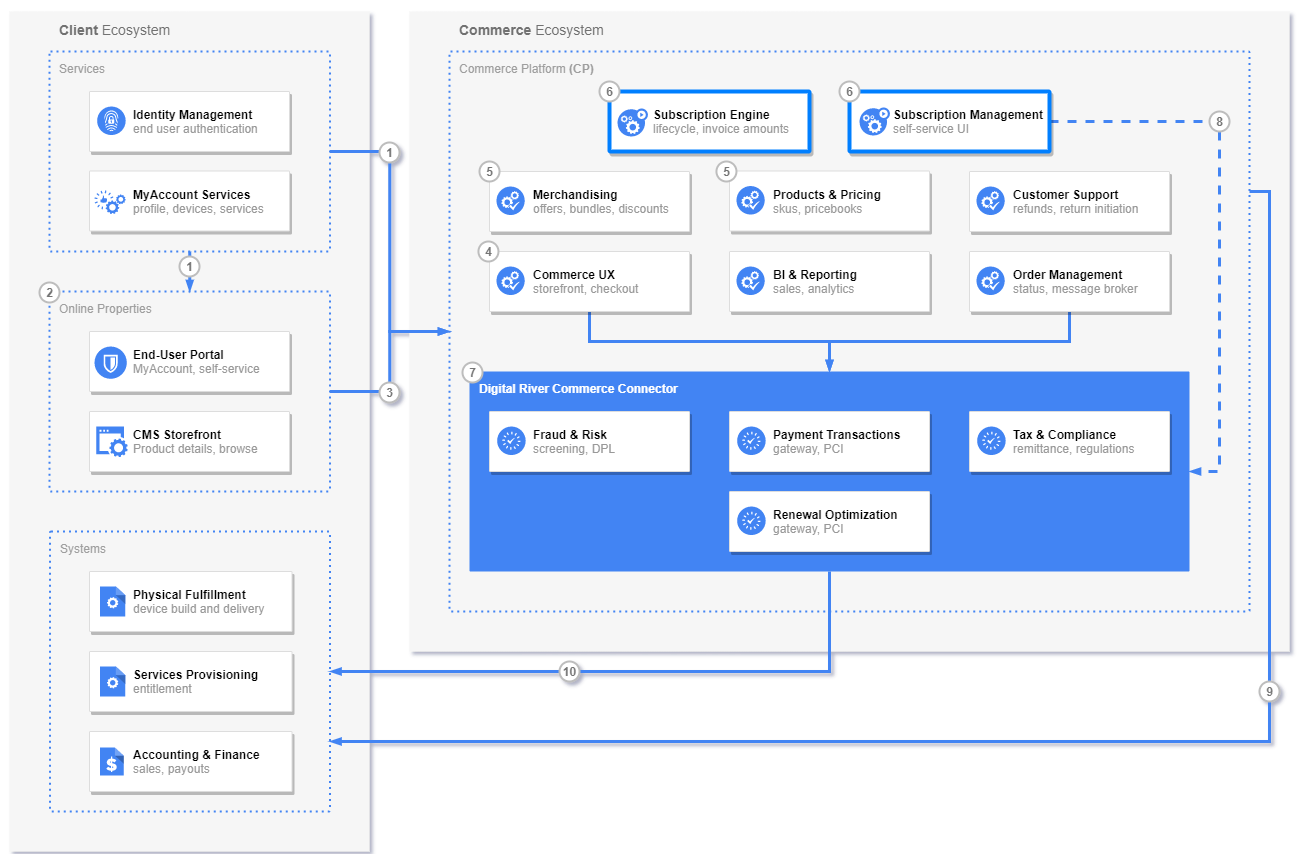 Client Ecosystem
Services
Identity Management
end user authentication
MyAccount Services
profile, devices, services
1
1
2
Online Properties
End-User Portal
MyAccount, self-service
3
CMS Storefront
Product details, browse
Systems
Physical Fulfillment
device build and delivery
Services Provisioning
entitlement
Accounting & Finance
sales, payouts
Commerce Ecosystem
Commerce Platform (CP)
6
Subscription Engine
lifecycle, invoice amounts
6
Subscription Management
self-service UI
8
5
Merchandising
offers, bundles, discounts
5
Products & Pricing
skus, pricebooks
Customer Support
refunds, return initiation
4
Commerce UX
storefront, checkout
BI & Reporting
sales, analytics
Order Management
status, message broker
7
Digital River Commerce Connector
Fraud & Risk
screening, DPL
Payment Transactions
gateway, PCI
Tax & Compliance
remittance, regulations
Renewal Optimization
gateway, PCI
10
9